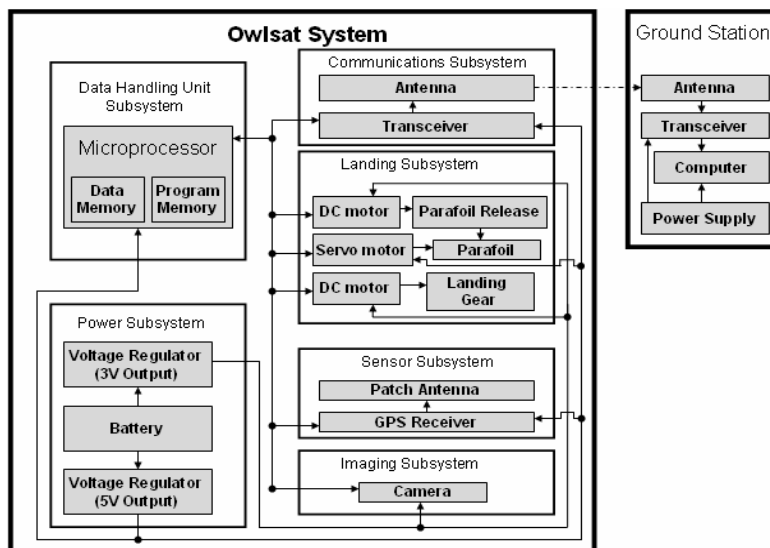 Owlsat System
Data Handling Unit
Subsystem
Microprocessor
Data
Memory
Program
Memory
Power Subsystem
Voltage Regulator
(3V Output)
Battery
Voltage Regulator
(5V Output)
Communications Subsystem
Antenna
Transceiver
Landing Subsystem
DC motor
Parafoil Release
Servo motor
Parafoil
DC motor
Landing
Gear
Sensor Subsystem
Patch Antenna
GPS Receiver
Imaging Subsystem
Camera
Ground Station
Antenna
Transceiver
Computer
Power Supply